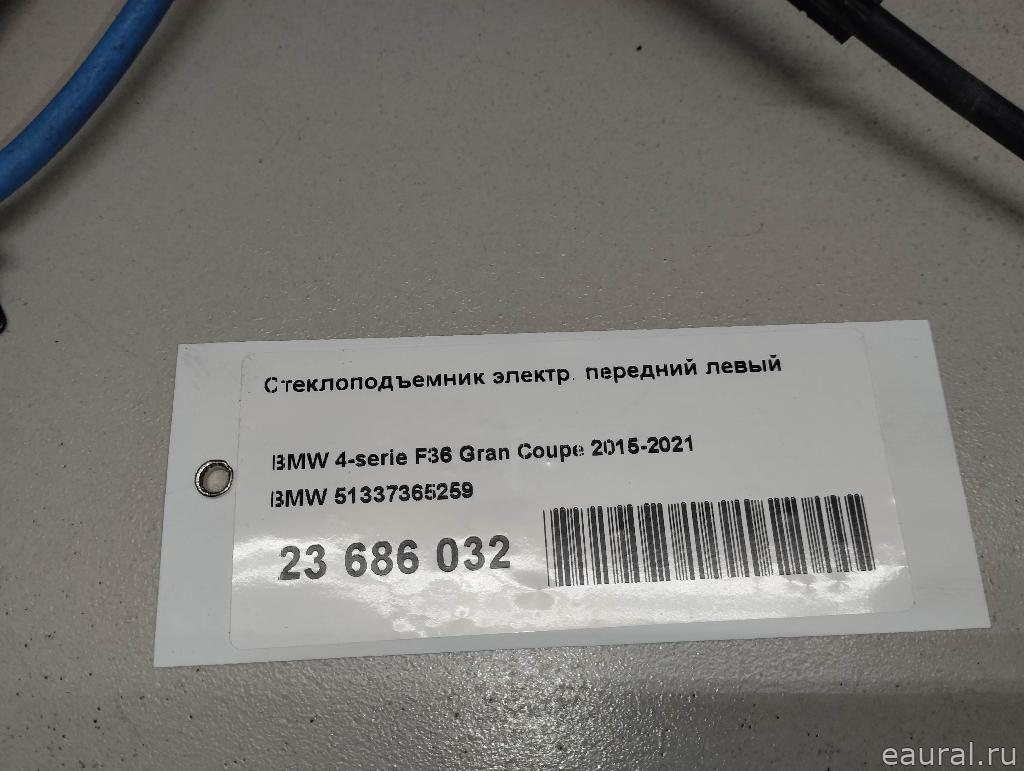 Стеклоподъемник электр. передний левый
BMW 4-serie F36 Gran Coupe 2015-2021
BMW 51337365259
23 686 032
eaural.ru